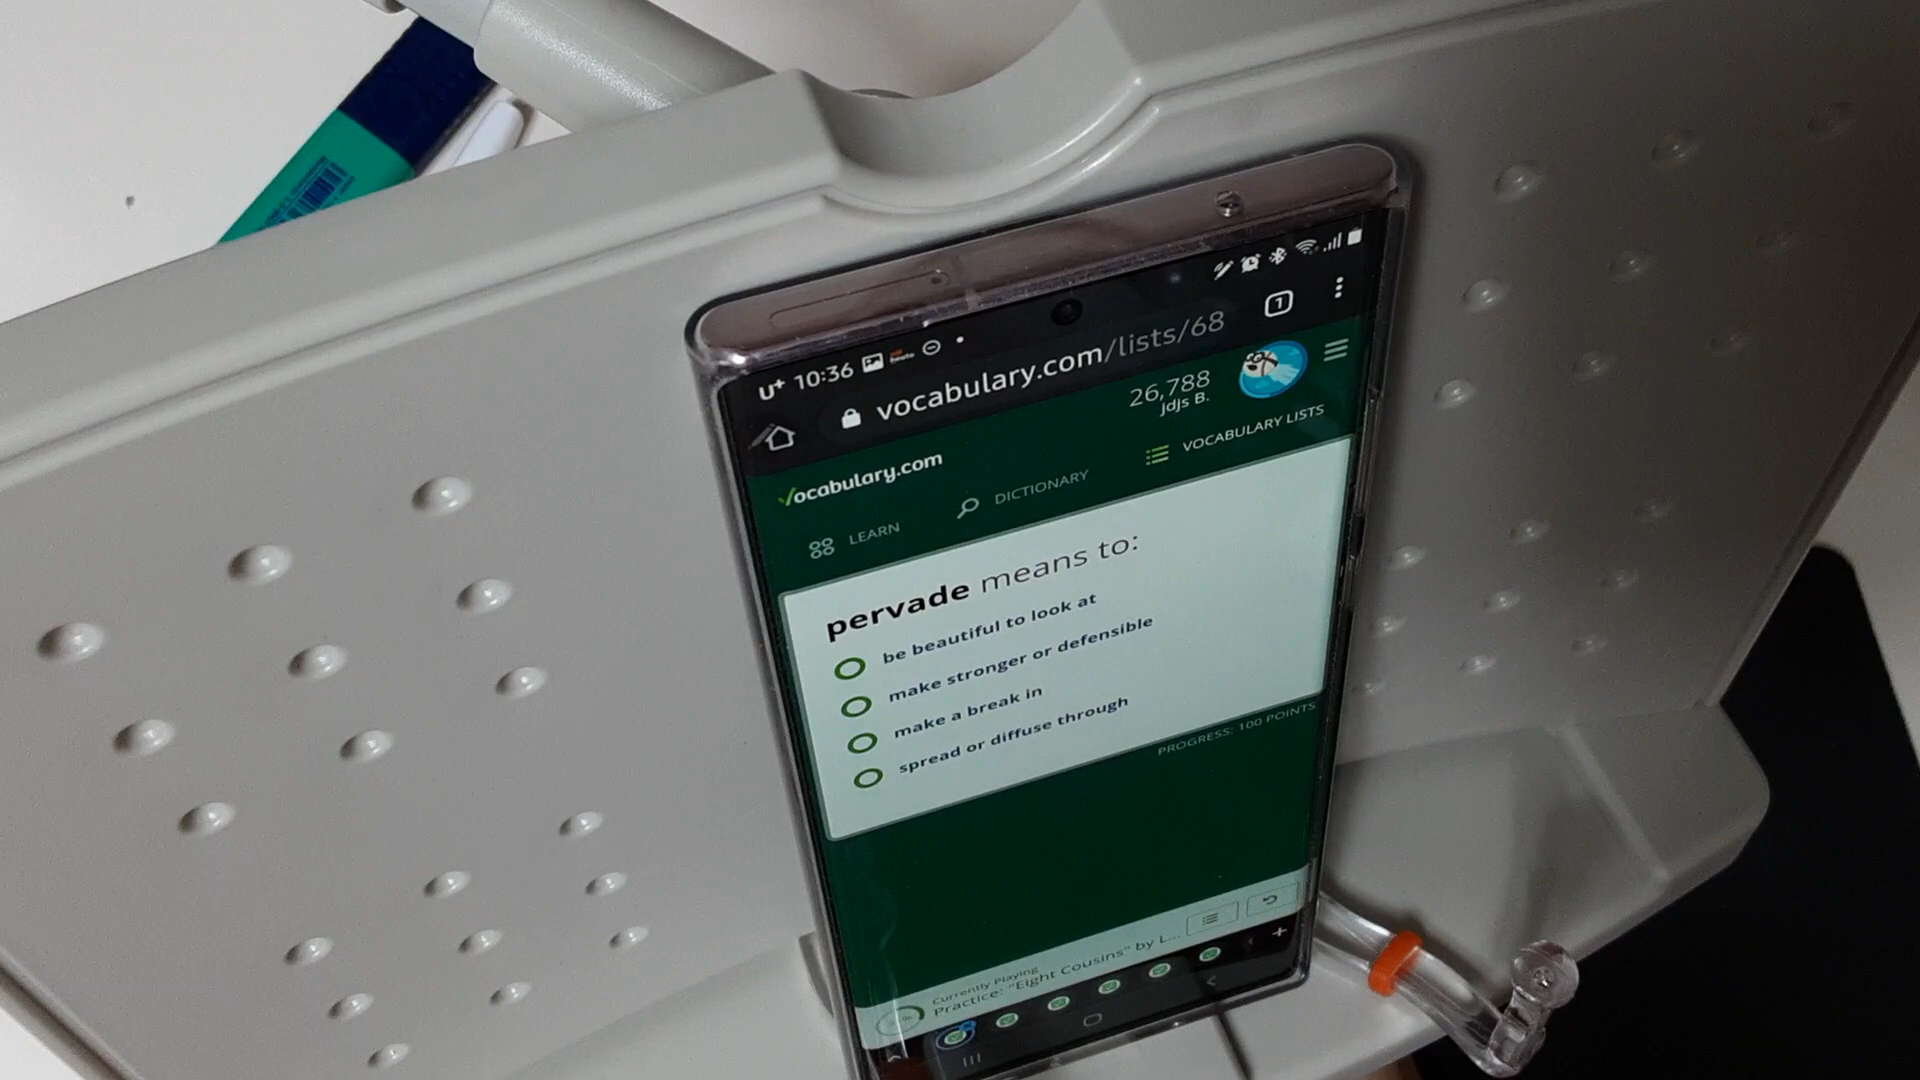 U+ 10:36
vocabulary.com/lists/68
1
26,788
jdjs B.
Vocabulary.com
LEARN
DICTIONARY
VOCABULARY LISTS
pervade means to:
be beautiful to look at
make stronger or defensible
make a break in
spread or diffuse through
PROGRESS: 100 POINTS
Currently Playing
Practice: "Eight Cousins" by L...